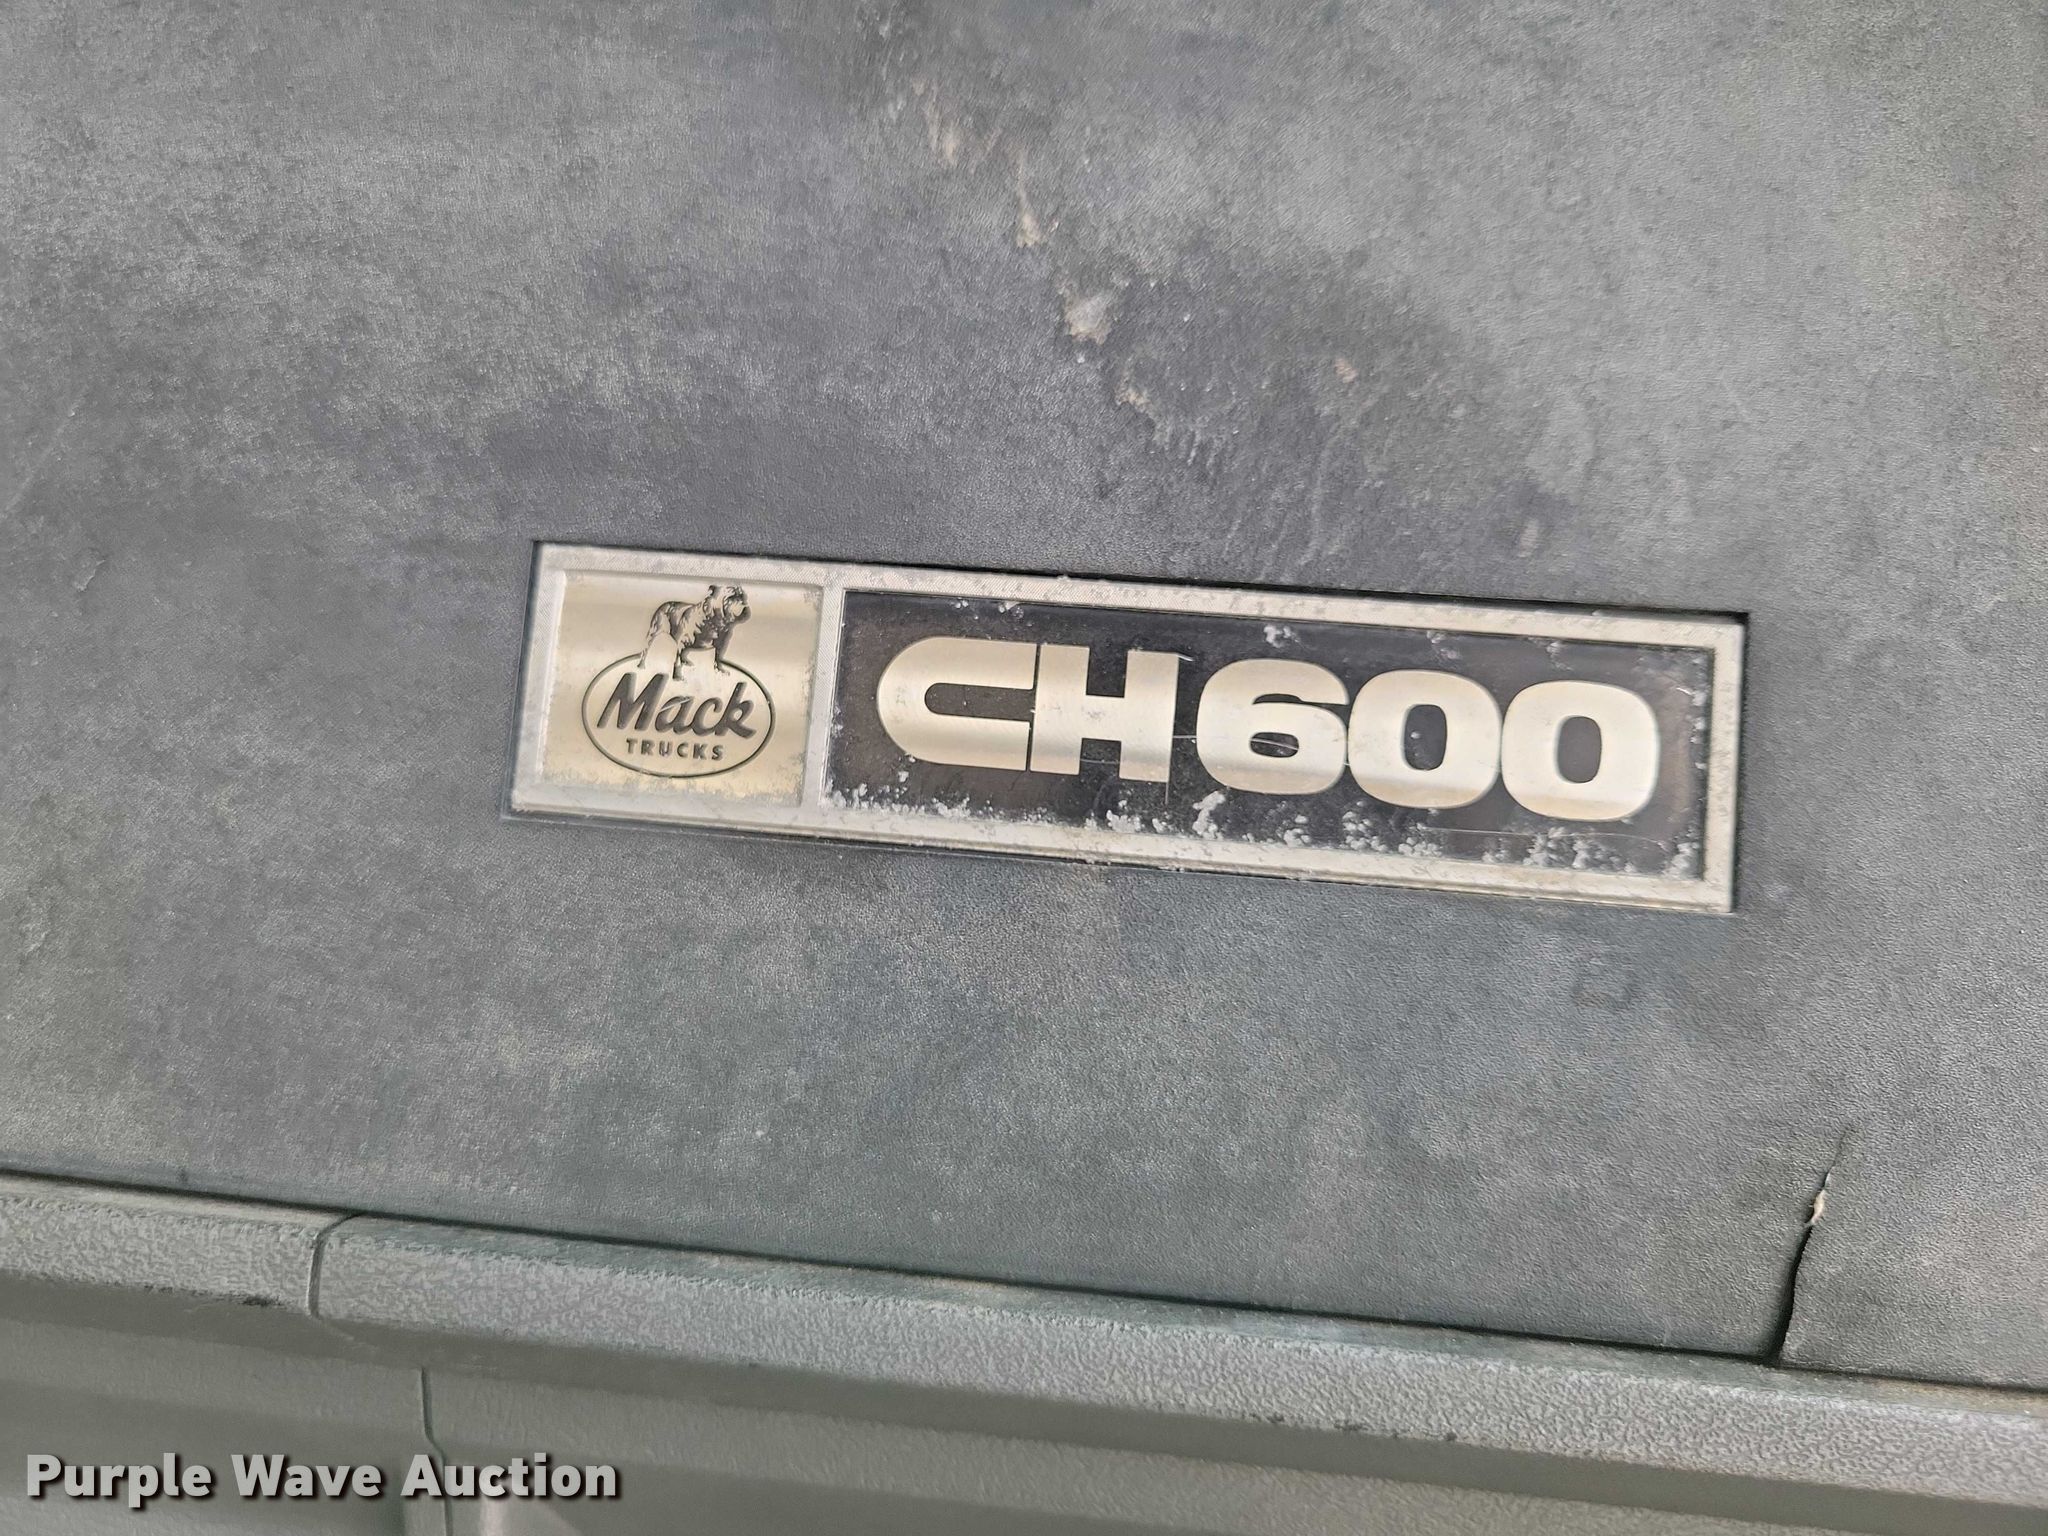 Mack
TRUCKS
CH600
Purple Wave Auction